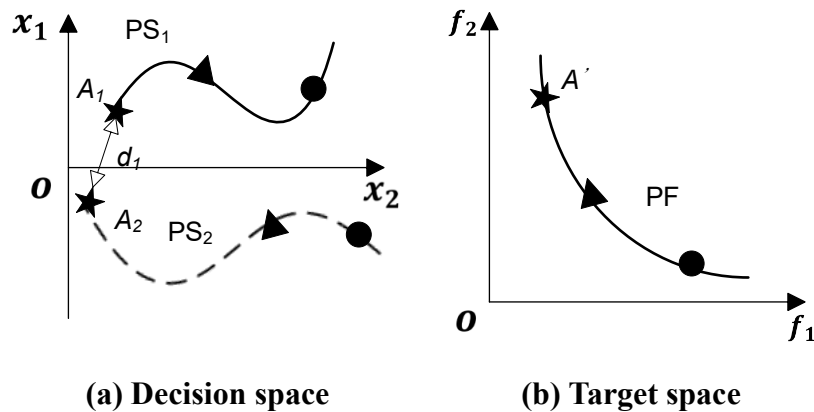 x₁
PS₁
A₁
d₁
O
x₂
A₂
PS₂
(a) Decision space
f₂
A′
PF
O
f₁
(b) Target space